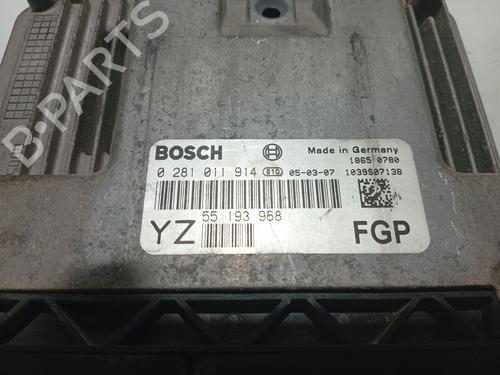 B-PARTS
BOSCH Made in Germany
1865 0780
0 281 011 914 B10 05-03-07 1039S07138
55 193 968
YZ FGP